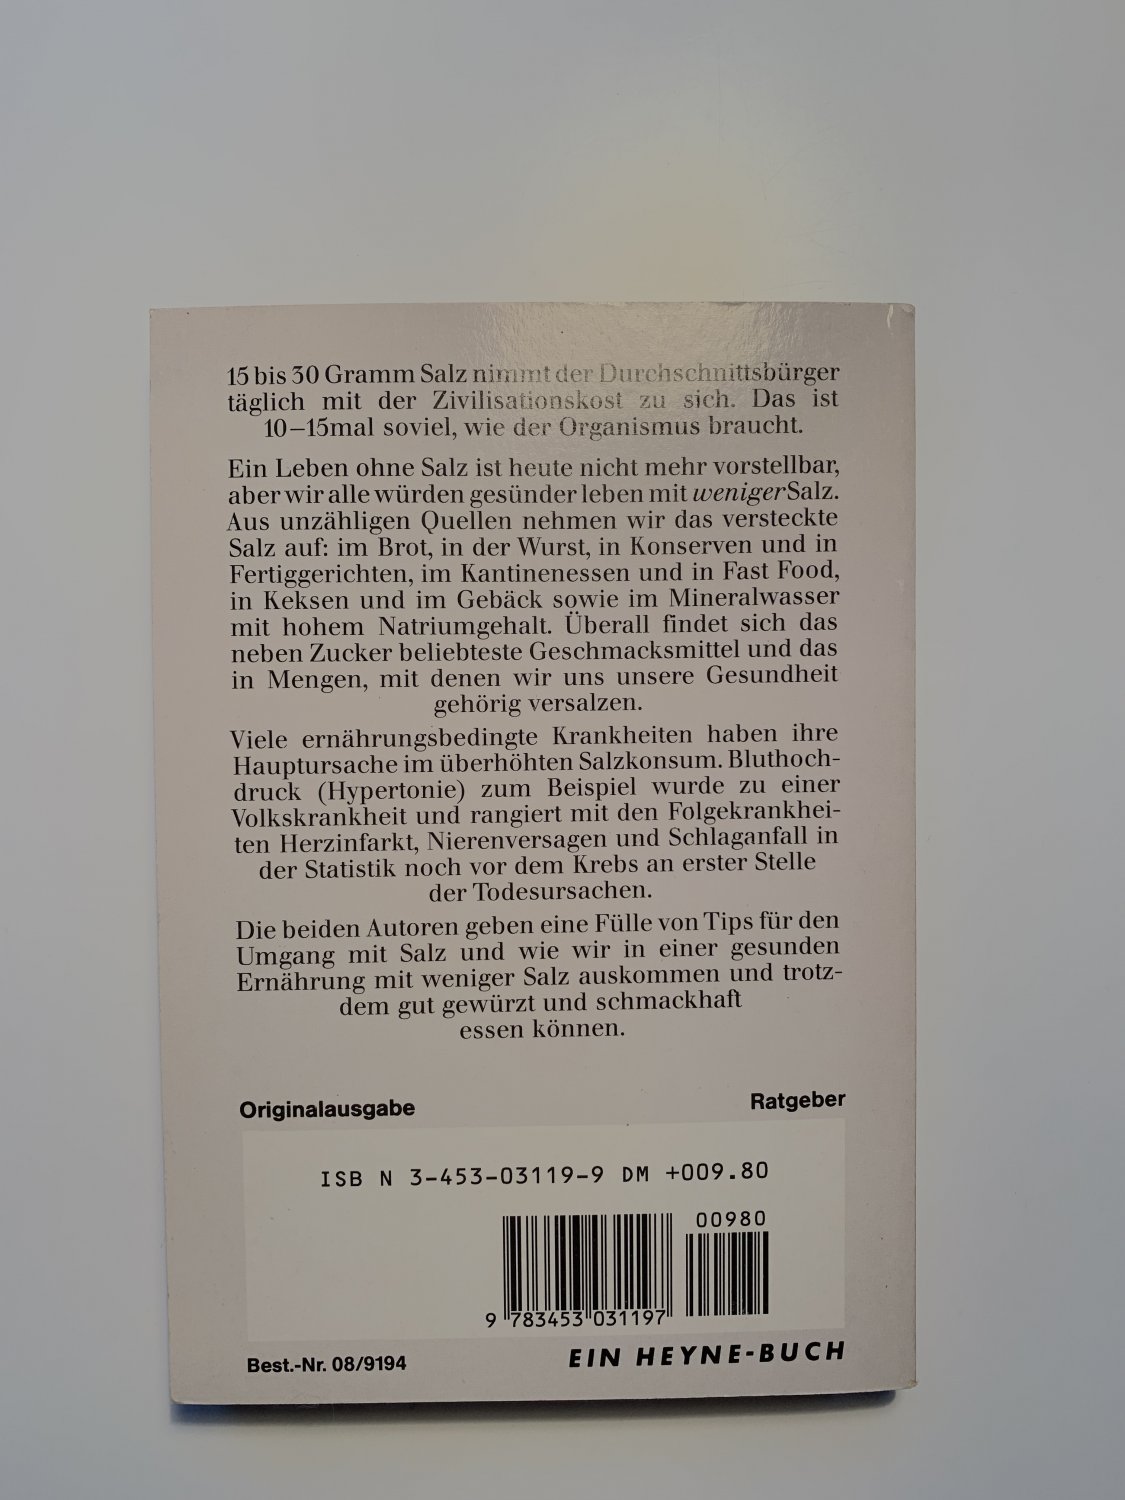 15 bis 30 Gramm Salz nimmt der Durchschnittsbürger
täglich mit der Zivilisationskost zu sich. Das ist
10–15mal soviel, wie der Organismus braucht.
Ein Leben ohne Salz ist heute nicht mehr vorstellbar,
aber wir alle würden gesünder leben mit weniger Salz.
Aus unzähligen Quellen nehmen wir das versteckte
Salz auf: im Brot, in der Wurst, in Konserven und in
Fertiggerichten, im Kantinenessen und in Fast Food,
in Keksen und im Gebäck sowie im Mineralwasser
mit hohem Natriumgehalt. Überall findet sich das
neben Zucker beliebteste Geschmacksmittel und das
in Mengen, mit denen wir uns unsere Gesundheit
gehörig versalzen.
Viele ernährungsbedingte Krankheiten haben ihre
Hauptursache im überhöhten Salzkonsum. Bluthoch-
druck (Hypertonie) zum Beispiel wurde zu einer
Volkskrankheit und rangiert mit den Folgekrankhei-
ten Herzinfarkt, Nierenversagen und Schlaganfall in
der Statistik noch vor dem Krebs an erster Stelle
der Todesursachen.
Die beiden Autoren geben eine Fülle von Tips für den
Umgang mit Salz und wie wir in einer gesunden
Ernährung mit weniger Salz auskommen und trotz-
dem gut gewürzt und schmackhaft
essen können.
Originalausgabe Ratgeber
ISB N 3-453-03119-9 DM +009.80
00980
9 783453 031197
Best.-Nr. 08/9194 EIN HEYNE-BUCH